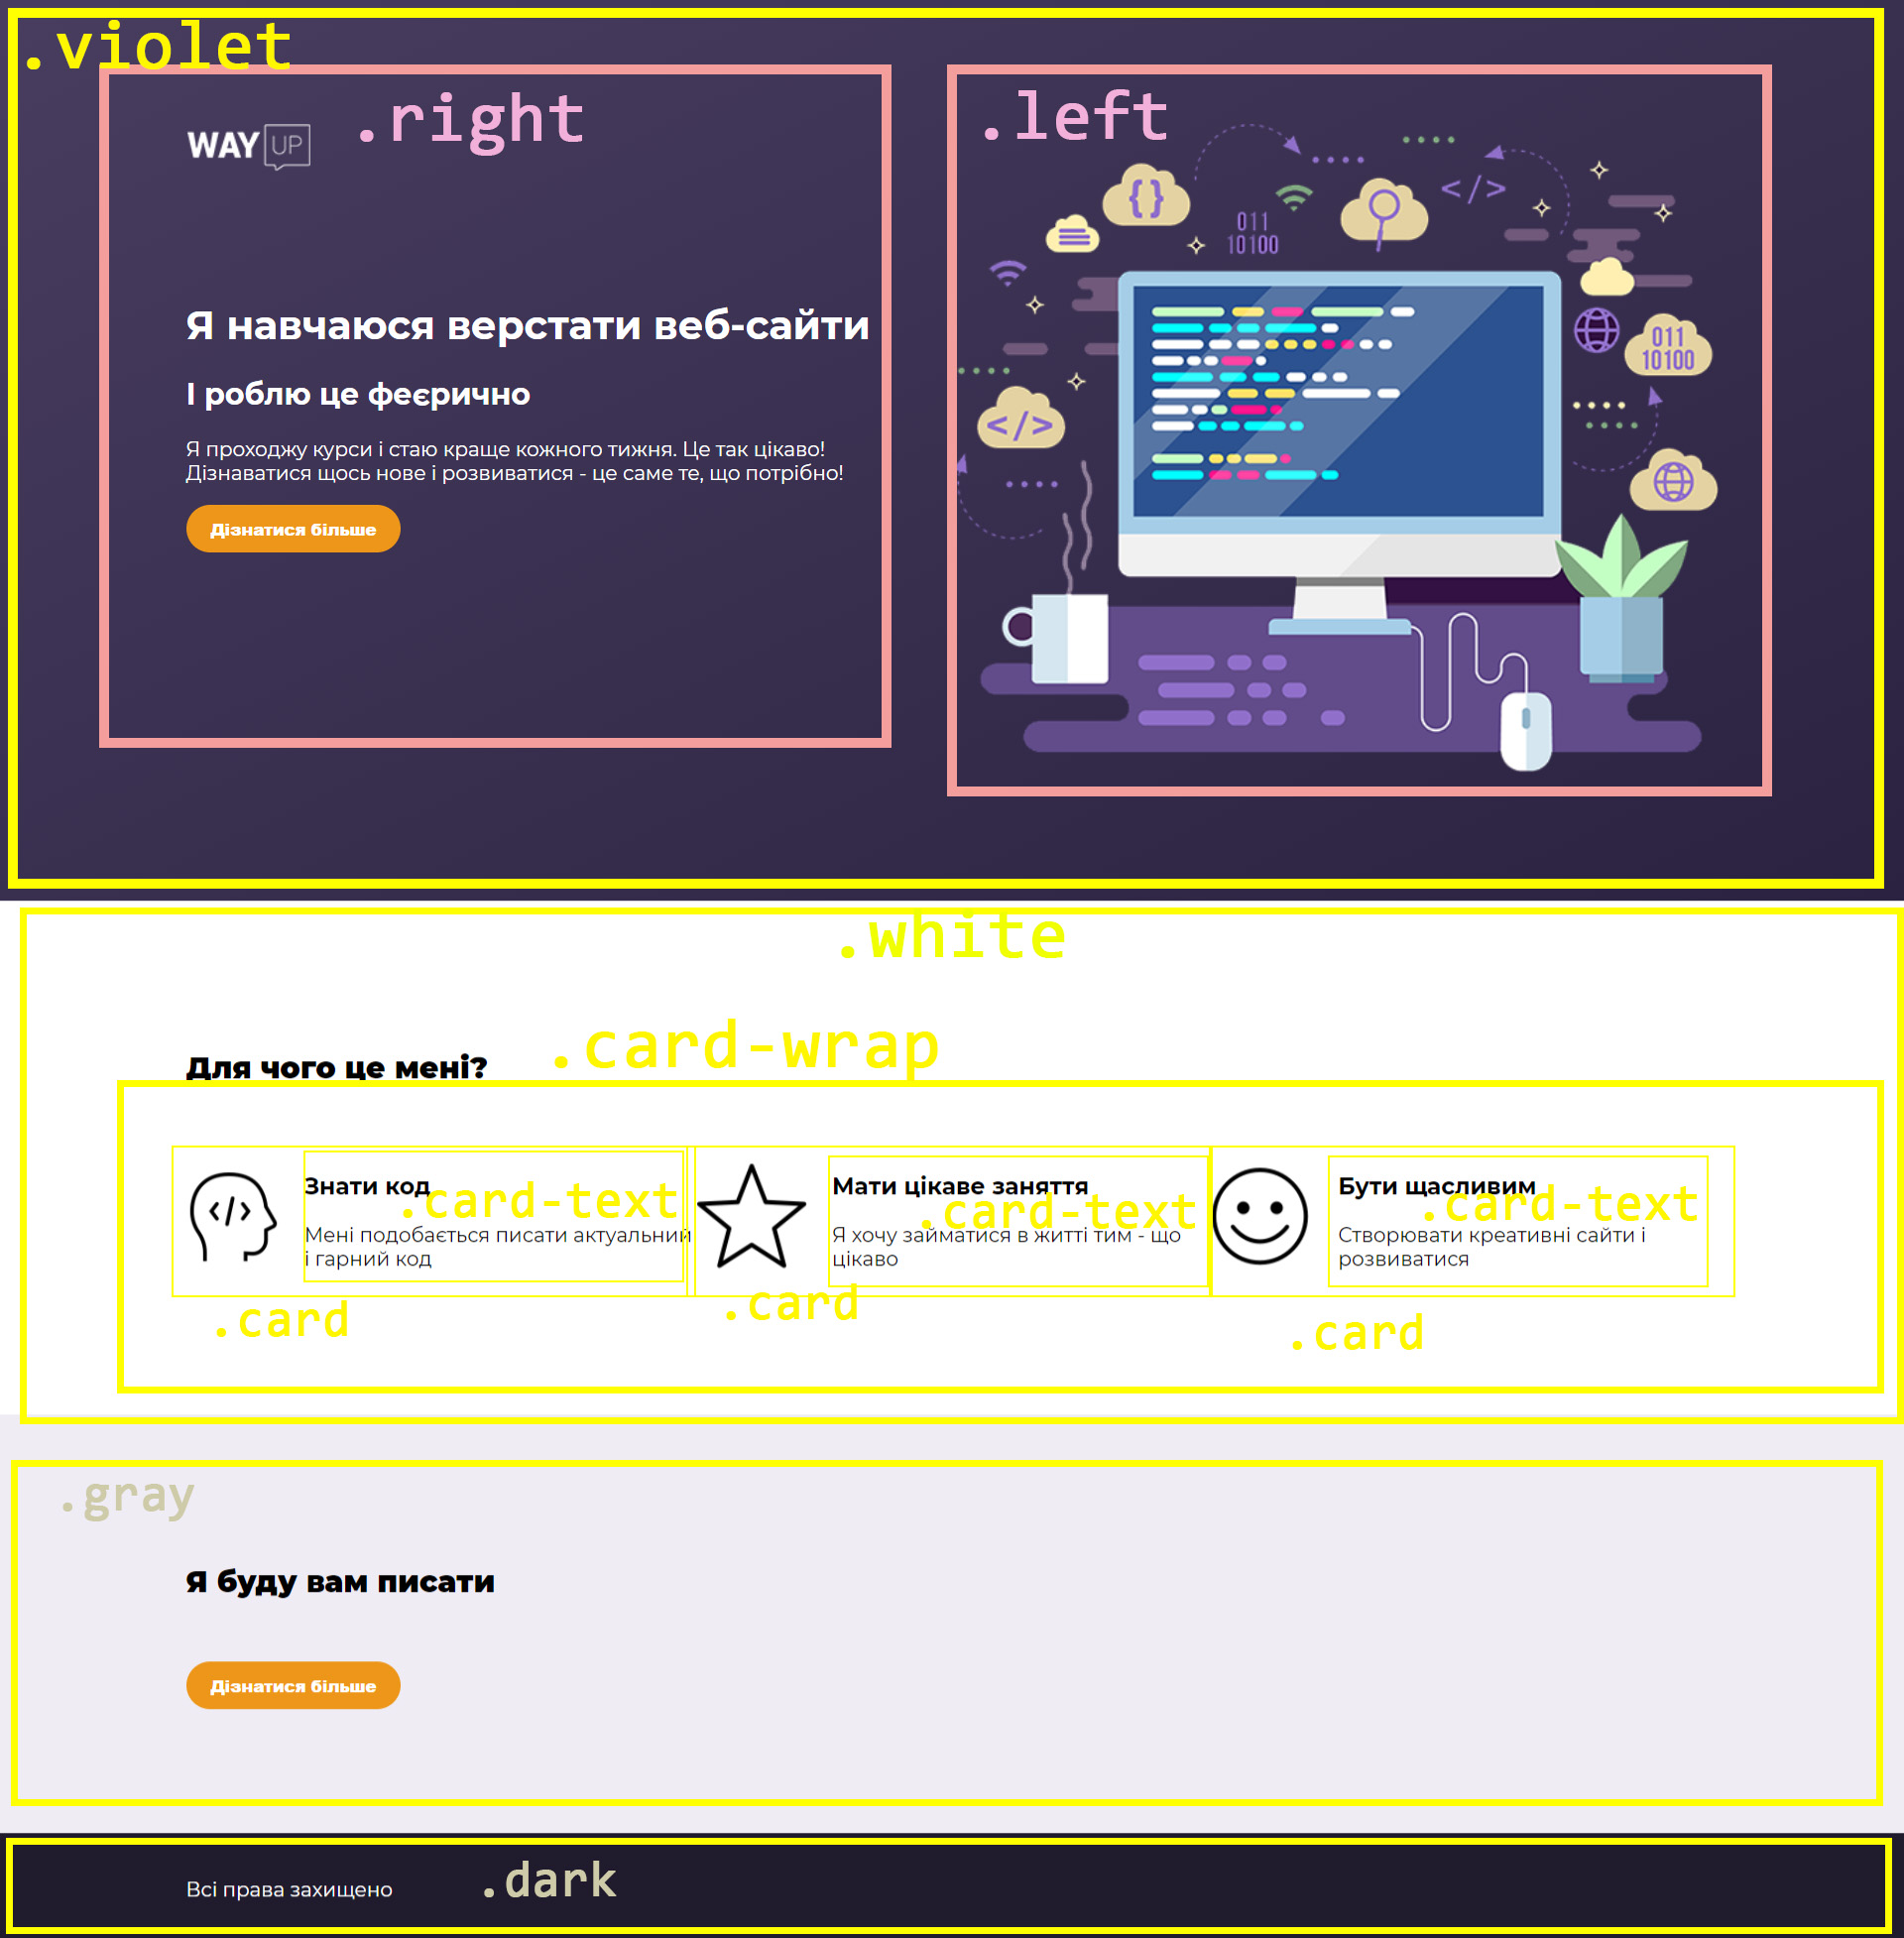 .violet
.right
.left
WAY UP
{}
</>
011
10100
Я навчаюся верстати веб-сайти
011
10100
І роблю це феєрично
</>
Я проходжу курси і стаю краще кожного тижня. Це так цікаво!
Дізнаватися щось нове і розвиватися - це саме те, що потрібно!
Дізнатися більше
.white
.card-wrap
Для чого це мені?
</>
Знати код
.card-text
Мені подобається писати актуальний
і гарний код
.card
Мати цікаве заняття
.card-text
Я хочу займатися в житті тим - що
цікаво
.card
Бути щасливим
.card-text
Створювати креативні сайти і
розвиватися
.card
.gray
Я буду вам писати
Дізнатися більше
Всі права захищено
.dark